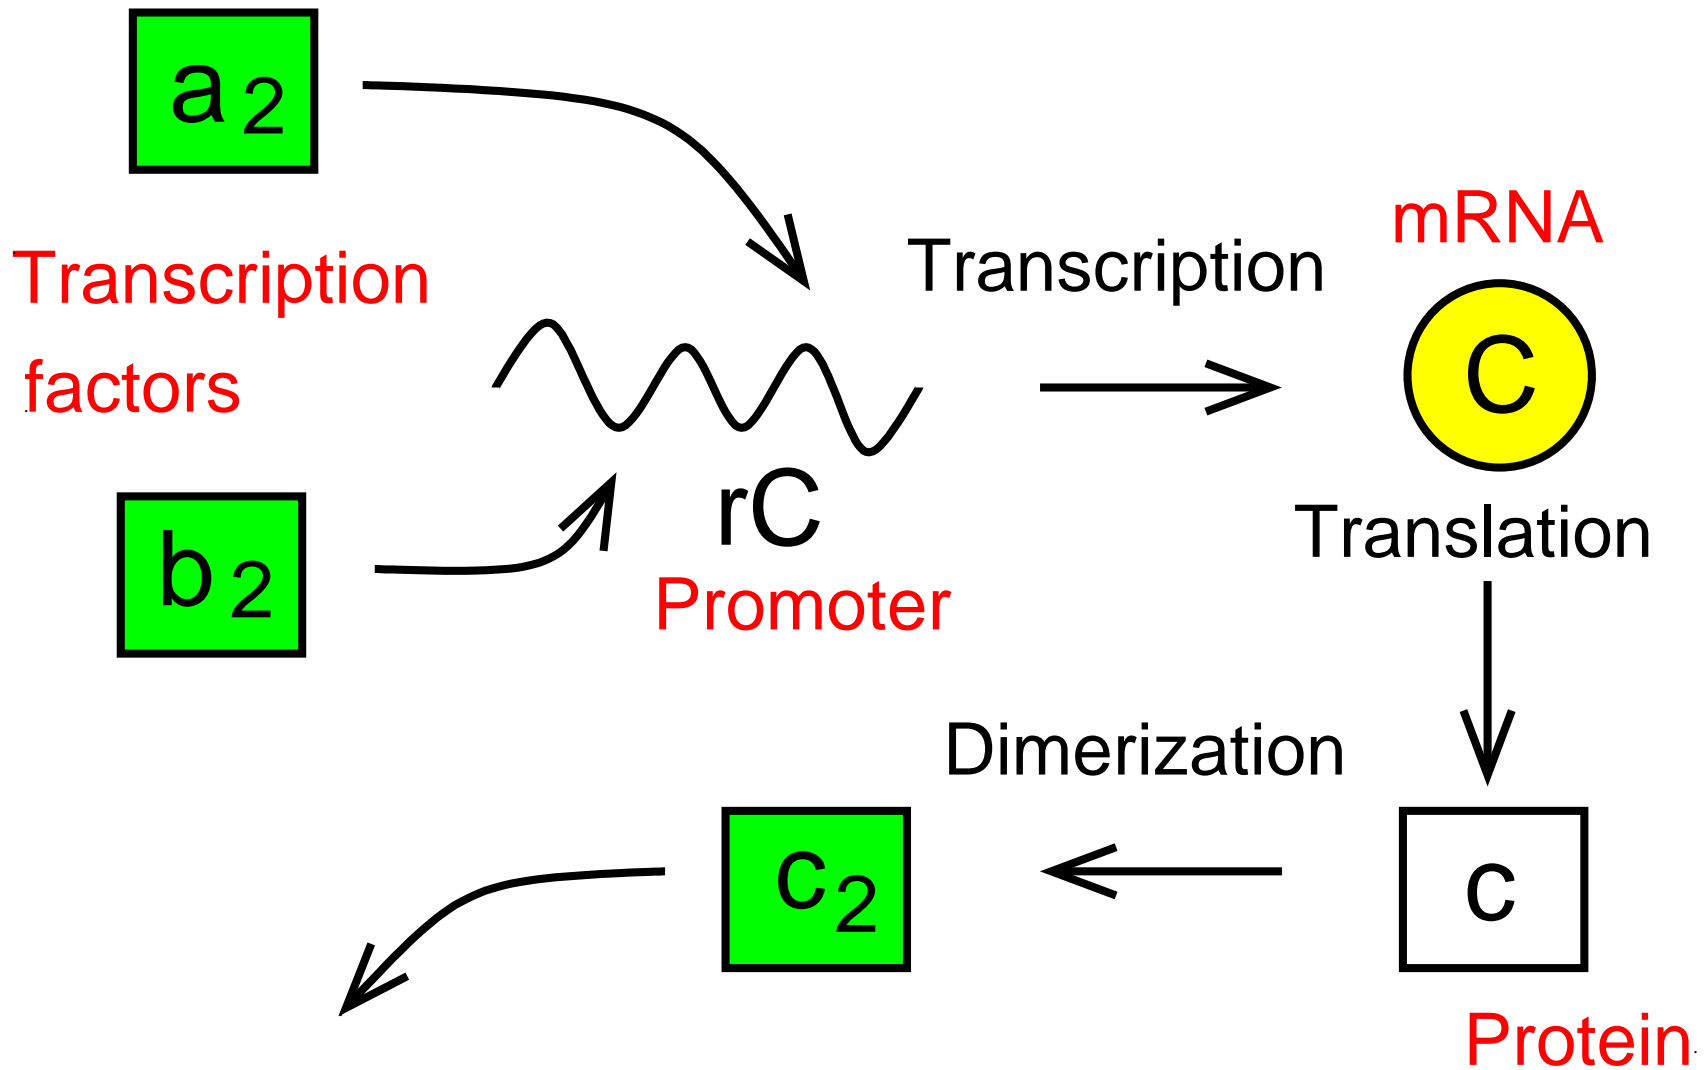 a2
mRNA
Transcription
Transcription
factors
C
rC
b2
Translation
Promoter
Dimerization
c2
c
Protein